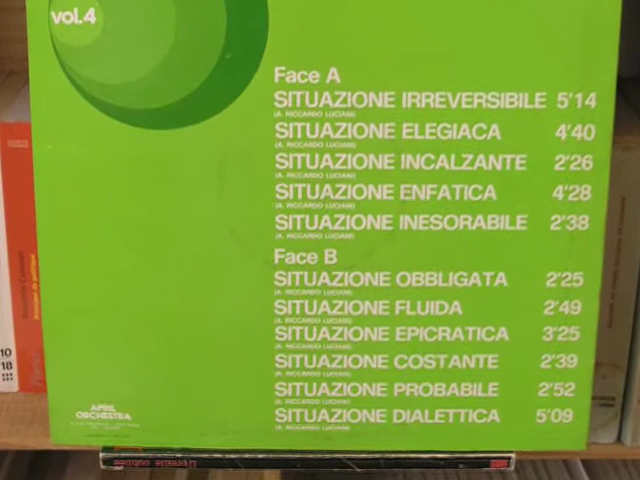 vol.4
Face A
SITUAZIONE IRREVERSIBILE 5'14
(A. RICCARDO LUCIANI)
SITUAZIONE ELEGIACA 4'40
(A. RICCARDO LUCIANI)
SITUAZIONE INCALZANTE 2'26
(A. RICCARDO LUCIANI)
SITUAZIONE ENFATICA 4'28
(A. RICCARDO LUCIANI)
SITUAZIONE INESORABILE 2'38
(A. RICCARDO LUCIANI)
Face B
SITUAZIONE OBBLIGATA 2'25
(A. RICCARDO LUCIANI)
SITUAZIONE FLUIDA 2'49
(A. RICCARDO LUCIANI)
SITUAZIONE EPICRATICA 3'25
(A. RICCARDO LUCIANI)
SITUAZIONE COSTANTE 2'39
(A. RICCARDO LUCIANI)
SITUAZIONE PROBABILE 2'52
(A. RICCARDO LUCIANI)
SITUAZIONE DIALETTICA 5'09
(A. RICCARDO LUCIANI)
APRIL
ORCHESTRA
10
18